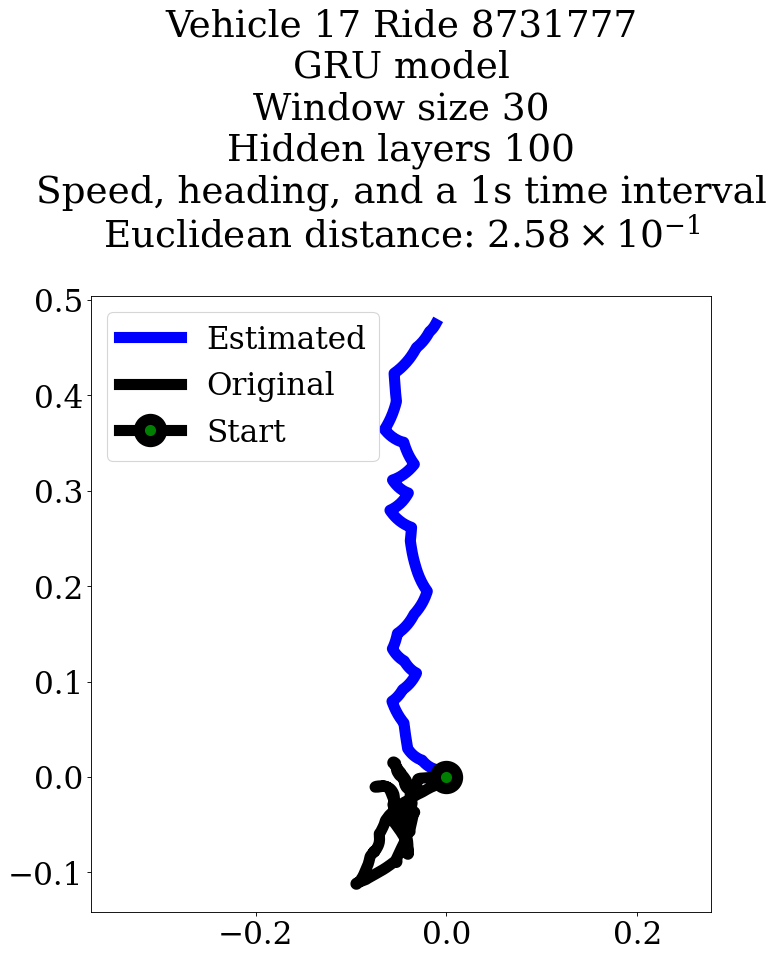 Vehicle 17 Ride 8731777
GRU model
Window size 30
Hidden layers 100
Speed, heading, and a 1s time interval
Euclidean distance: 2.58 × 10⁻¹
0.5
0.4
0.3
0.2
0.1
0.0
−0.1
Estimated
Original
Start
−0.2
0.0
0.2